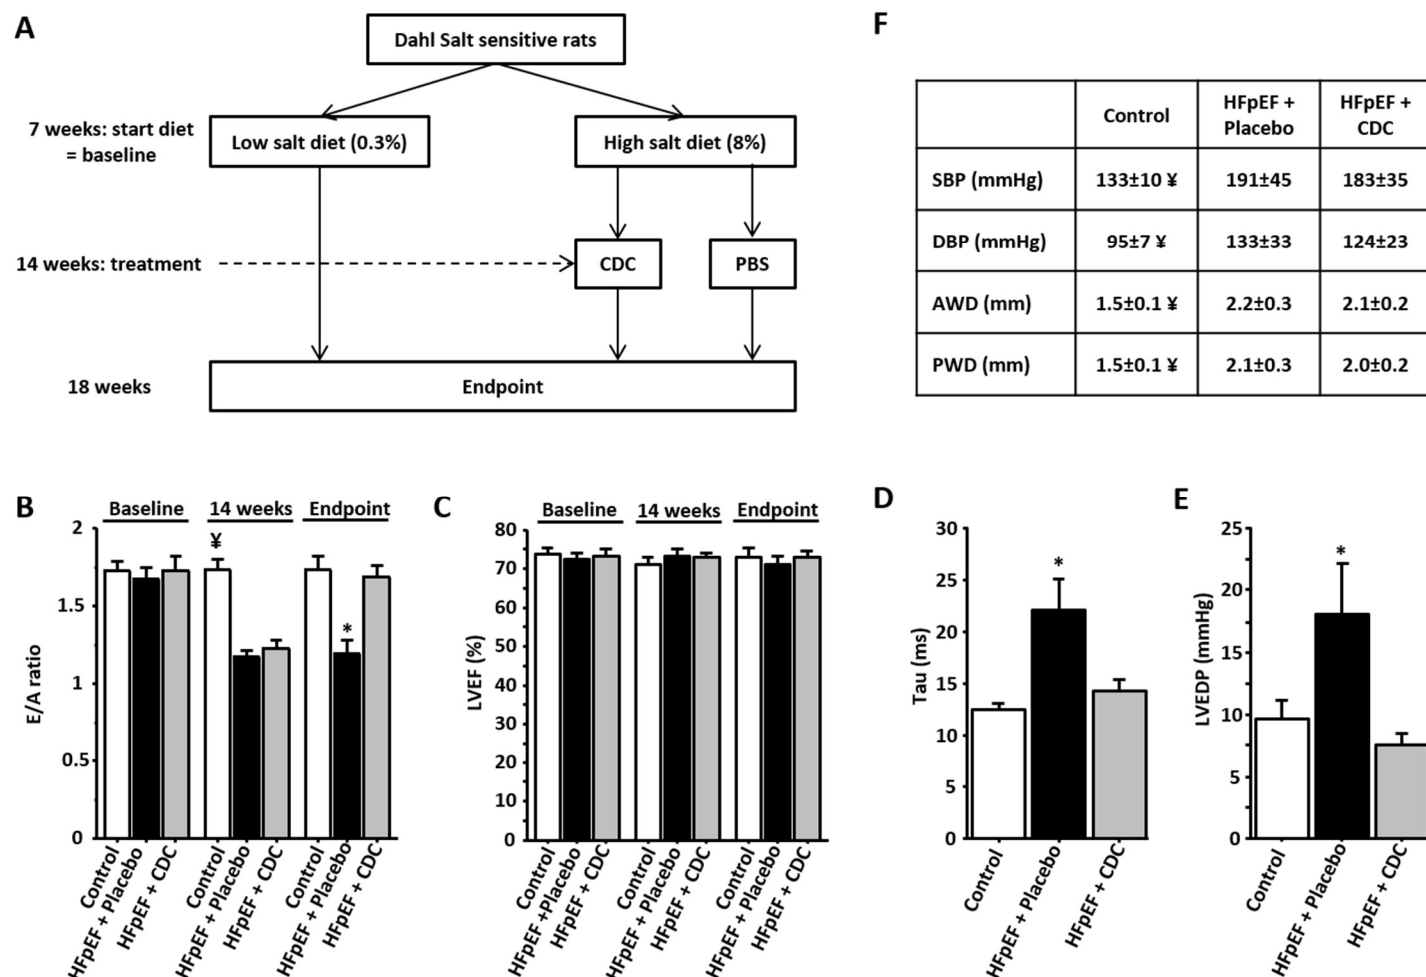 A
Dahl Salt sensitive rats
7 weeks: start diet
= baseline
Low salt diet (0.3%)
High salt diet (8%)
14 weeks: treatment
CDC
PBS
18 weeks
Endpoint
F
Control
HFpEF +
Placebo
HFpEF +
CDC
SBP (mmHg)
133±10 ¥
191±45
183±35
DBP (mmHg)
95±7 ¥
133±33
124±23
AWD (mm)
1.5±0.1 ¥
2.2±0.3
2.1±0.2
PWD (mm)
1.5±0.1 ¥
2.1±0.3
2.0±0.2
B
Baseline
14 weeks
Endpoint
2
1.5
1
0.5
0
E/A ratio
¥
*
Control
HFpEF + Placebo
HFpEF + CDC
Control
HFpEF + Placebo
HFpEF + CDC
Control
HFpEF + Placebo
HFpEF + CDC
C
Baseline
14 weeks
Endpoint
80
70
60
50
40
30
20
10
0
LVEF (%)
Control
HFpEF +Placebo
HFpEF + CDC
Control
HFpEF + Placebo
HFpEF + CDC
Control
HFpEF + Placebo
HFpEF + CDC
D
30
25
20
15
10
5
0
Tau (ms)
*
Control
HFpEF + Placebo
HFpEF + CDC
E
25
20
15
10
5
0
LVEDP (mmHg)
*
Control
HFpEF + Placebo
HFpEF + CDC